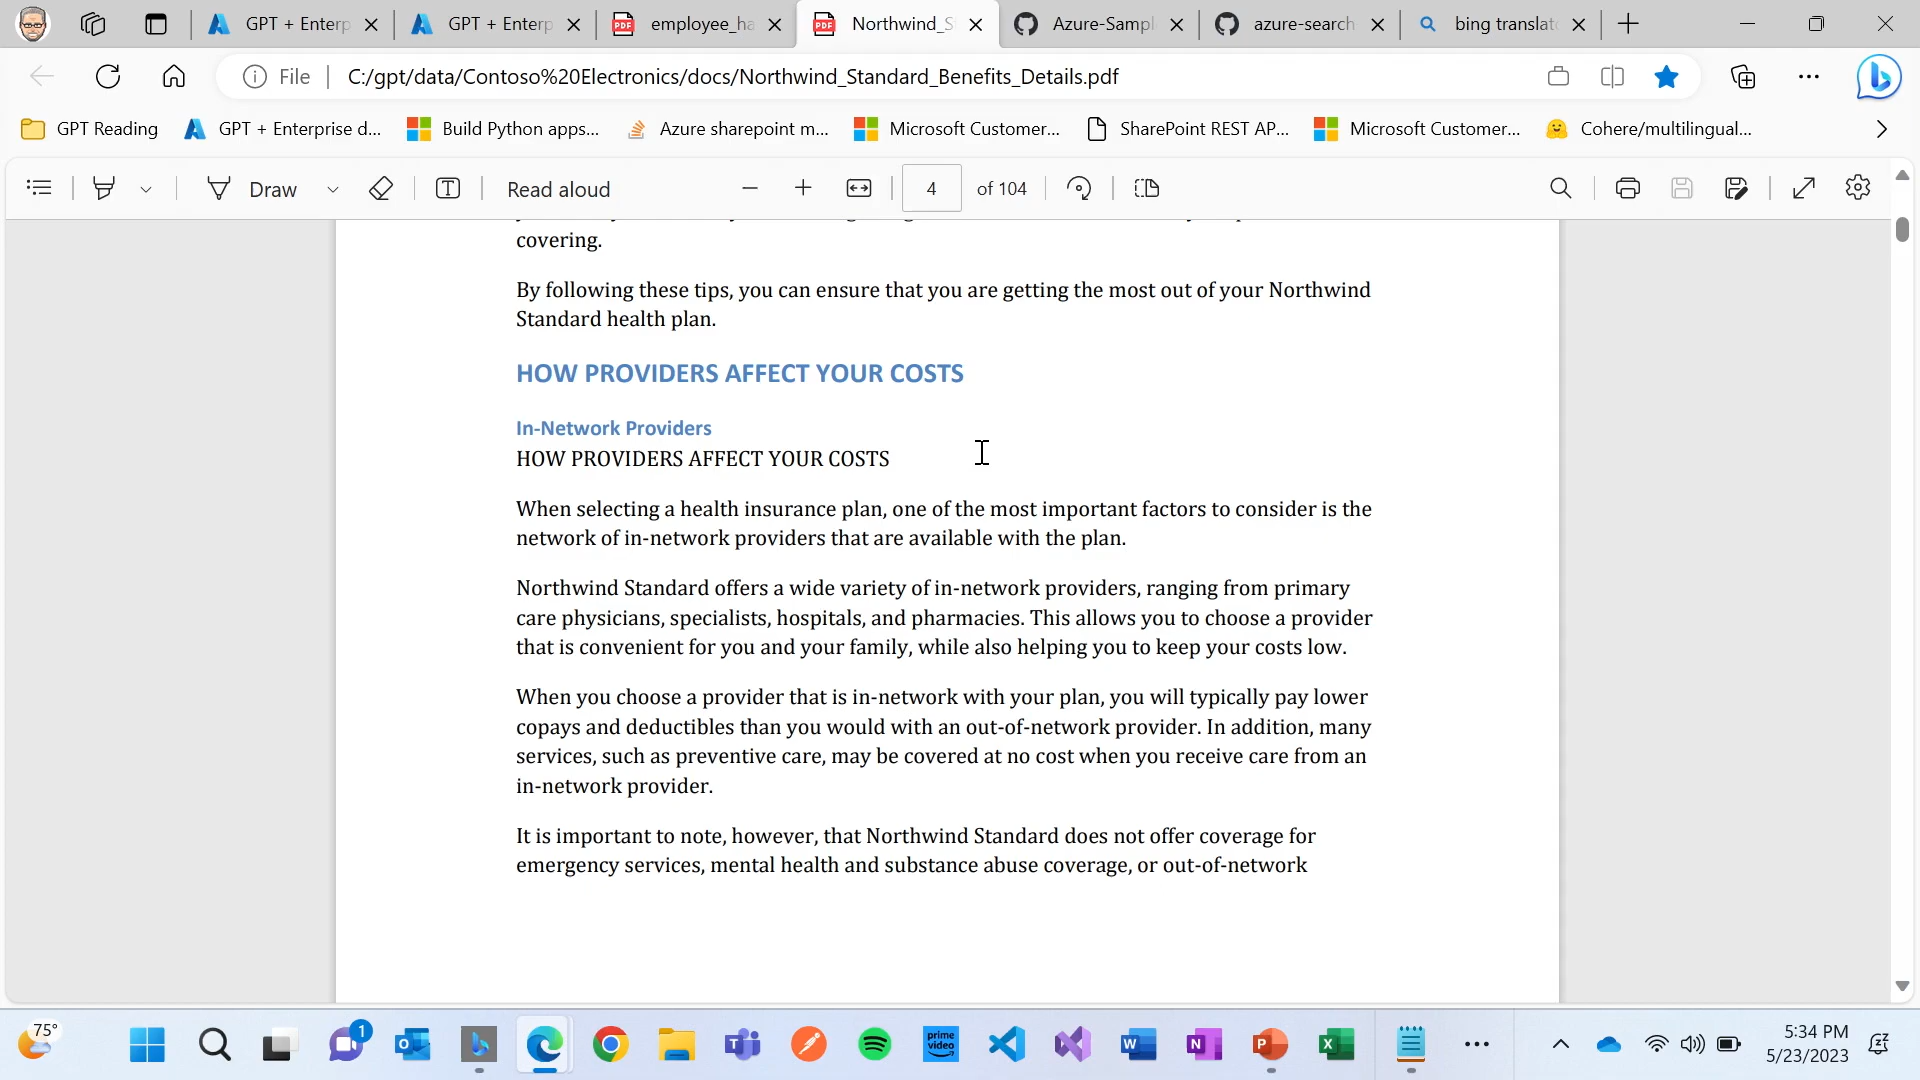 GPT + Enterp
GPT + Enterp
PDF
employee_ha
PDF
Northwind_S
Azure-Sampl
azure-search
bing translat
File
C:/gpt/data/Contoso%20Electronics/docs/Northwind_Standard_Benefits_Details.pdf
GPT Reading
GPT + Enterprise d...
Build Python apps...
Azure sharepoint m...
Microsoft Customer...
SharePoint REST AP...
Microsoft Customer...
Cohere/multilingual...
Draw
Read aloud
4
of 104
covering.
By following these tips, you can ensure that you are getting the most out of your Northwind
Standard health plan.
HOW PROVIDERS AFFECT YOUR COSTS
In-Network Providers
HOW PROVIDERS AFFECT YOUR COSTS
When selecting a health insurance plan, one of the most important factors to consider is the
network of in-network providers that are available with the plan.
Northwind Standard offers a wide variety of in-network providers, ranging from primary
care physicians, specialists, hospitals, and pharmacies. This allows you to choose a provider
that is convenient for you and your family, while also helping you to keep your costs low.
When you choose a provider that is in-network with your plan, you will typically pay lower
copays and deductibles than you would with an out-of-network provider. In addition, many
services, such as preventive care, may be covered at no cost when you receive care from an
in-network provider.
It is important to note, however, that Northwind Standard does not offer coverage for
emergency services, mental health and substance abuse coverage, or out-of-network
75°
1
prime
video
5:34 PM
5/23/2023